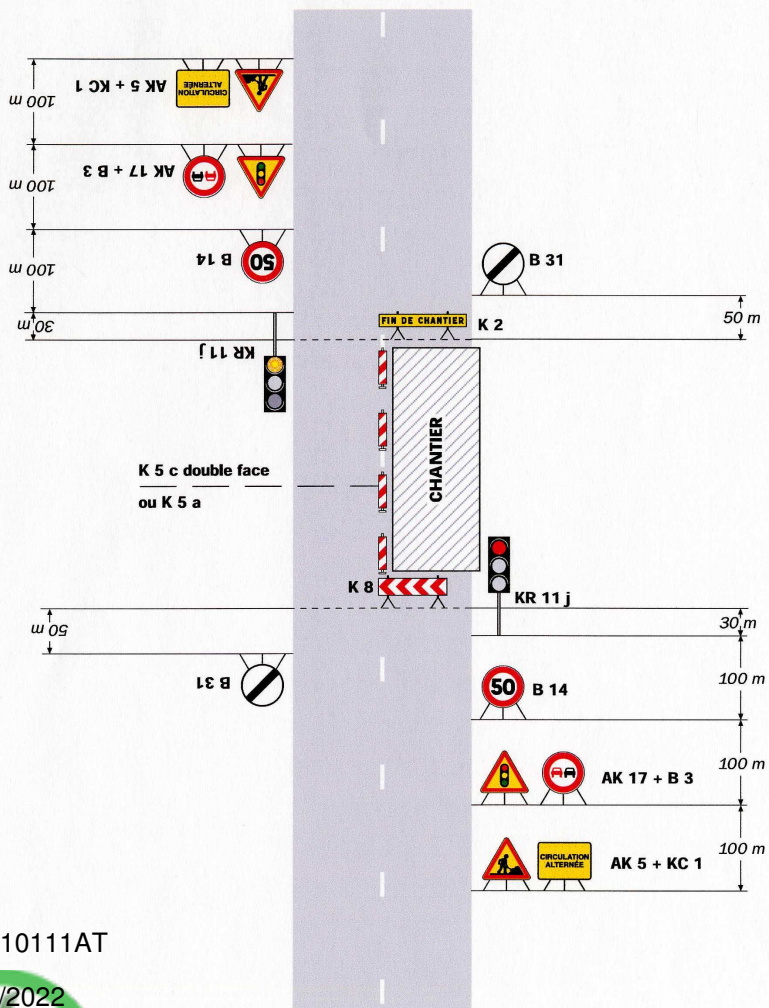 AK 5 + KC 1
CIRCULATION
ALTERNÉE
100 m
AK 17 + B 3
100 m
B 14
50
100 m
B 31
30 m
KR 11 j
FIN DE CHANTIER
K 2
50 m
CHANTIER
K 5 c double face
ou K 5 a
K 8
KR 11 j
30 m
50 m
B 31
50
B 14
100 m
AK 17 + B 3
100 m
CIRCULATION
ALTERNÉE
AK 5 + KC 1
100 m
10111AT
/2022